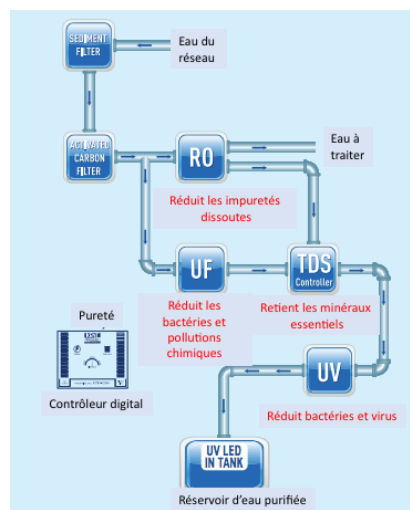 SEDIMENT
FILTER
Eau du
réseau
ACTIVATED
CARBON
FILTER
RO
Eau à
traiter
Réduit les impuretés
dissoutes
UF
TDS
Controller
Réduit les
bactéries et
pollutions
chimiques
Retient les minéraux
essentiels
Pureté
Contrôleur digital
UV
Réduit bactéries et virus
UV LED
IN TANK
Réservoir d'eau purifiée